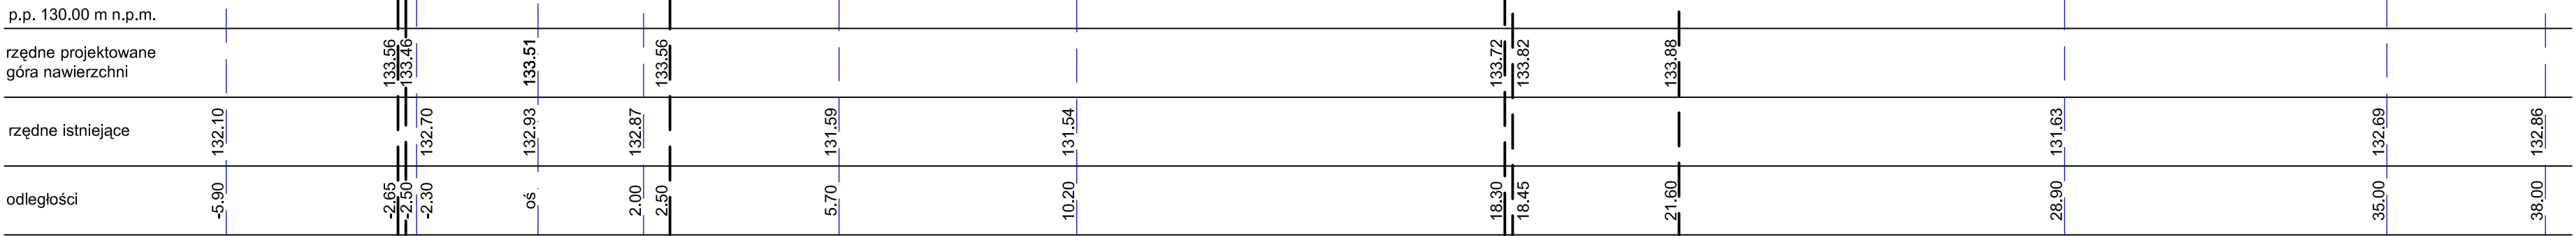 p.p. 130.00 m n.p.m.
rzędne projektowane
góra nawierzchni
133.56 133.46 133.51 133.56 133.72 133.82 133.88
rzędne istniejące
132.10 132.70 132.93 132.87 131.59 131.54 131.63 132.69 132.86
odległości
-5.90 -2.65 -2.50 -2.30 oś 2.00 2.50 5.70 10.20 18.30 18.45 21.60 28.90 35.00 38.00